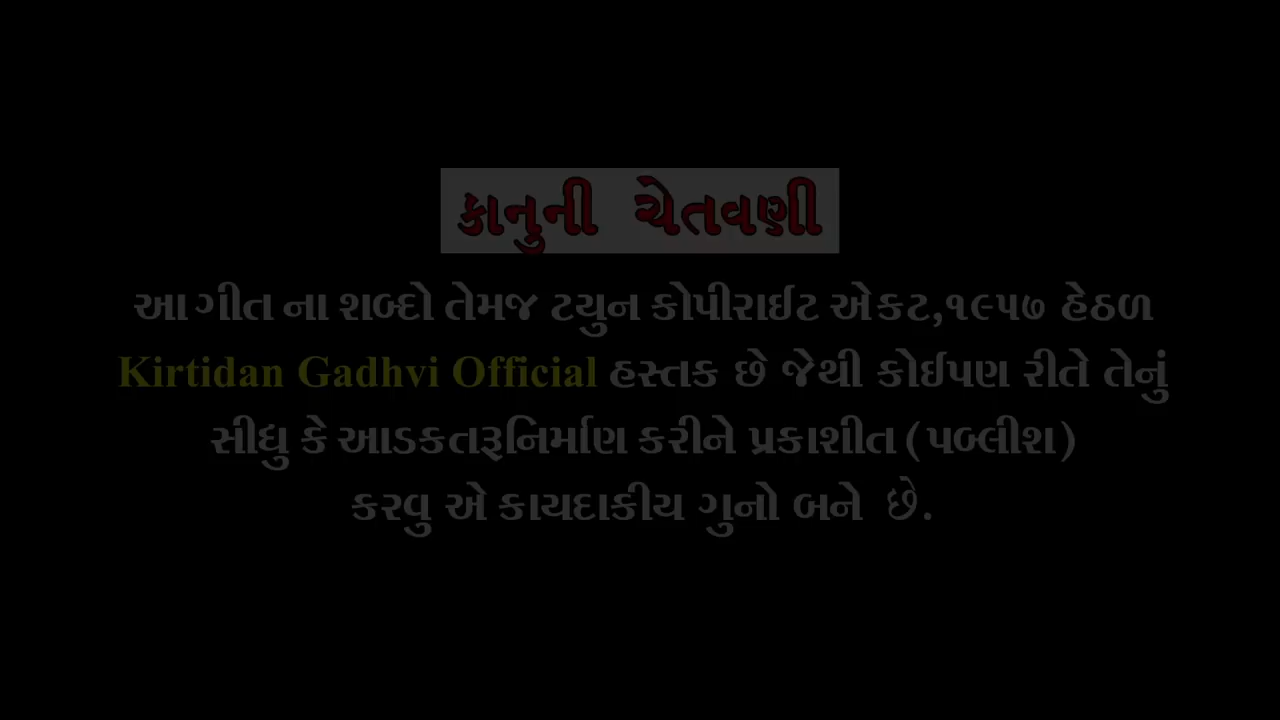 કાનુની ચેતવણી
આ ગીત ના શબ્દો તેમજ ટયુન કોપીરાઈટ એકટ,૧૯૫૭ હેઠળ
Kirtidan Gadhvi Official હસ્તક છે જેથી કોઈપણ રીતે તેનું
સીધુ કે આડકતરૂનિર્માણ કરીને પ્રકાશીત (પબ્લીશ)
કરવુ એ કાયદાકીય ગુનો બને છે.